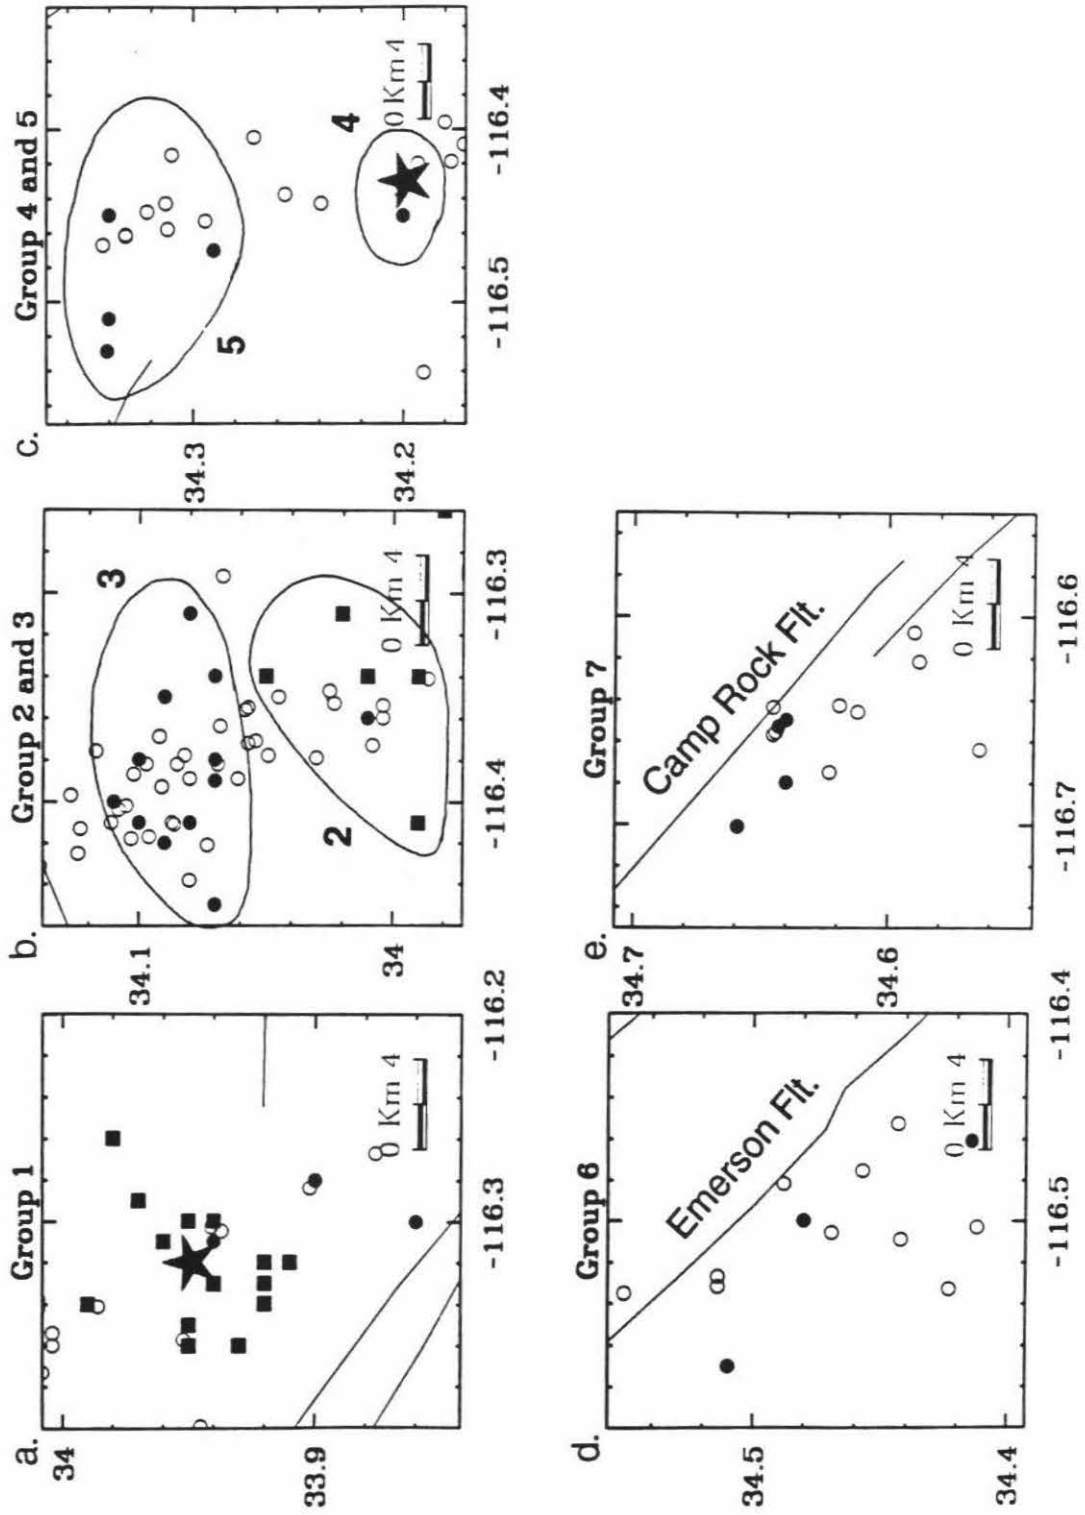 a.
Group 1
34
33.9
-116.3
-116.2
0 Km 4
b.
Group 2 and 3
3
2
34.1
34
-116.4
-116.3
0 Km 4
c.
Group 4 and 5
5
4
34.3
34.2
-116.5
-116.4
0 Km 4
d.
Group 6
Emerson Flt.
34.5
34.4
-116.5
-116.4
0 Km 4
e.
Group 7
Camp Rock Flt.
34.7
34.6
-116.7
-116.6
0 Km 4